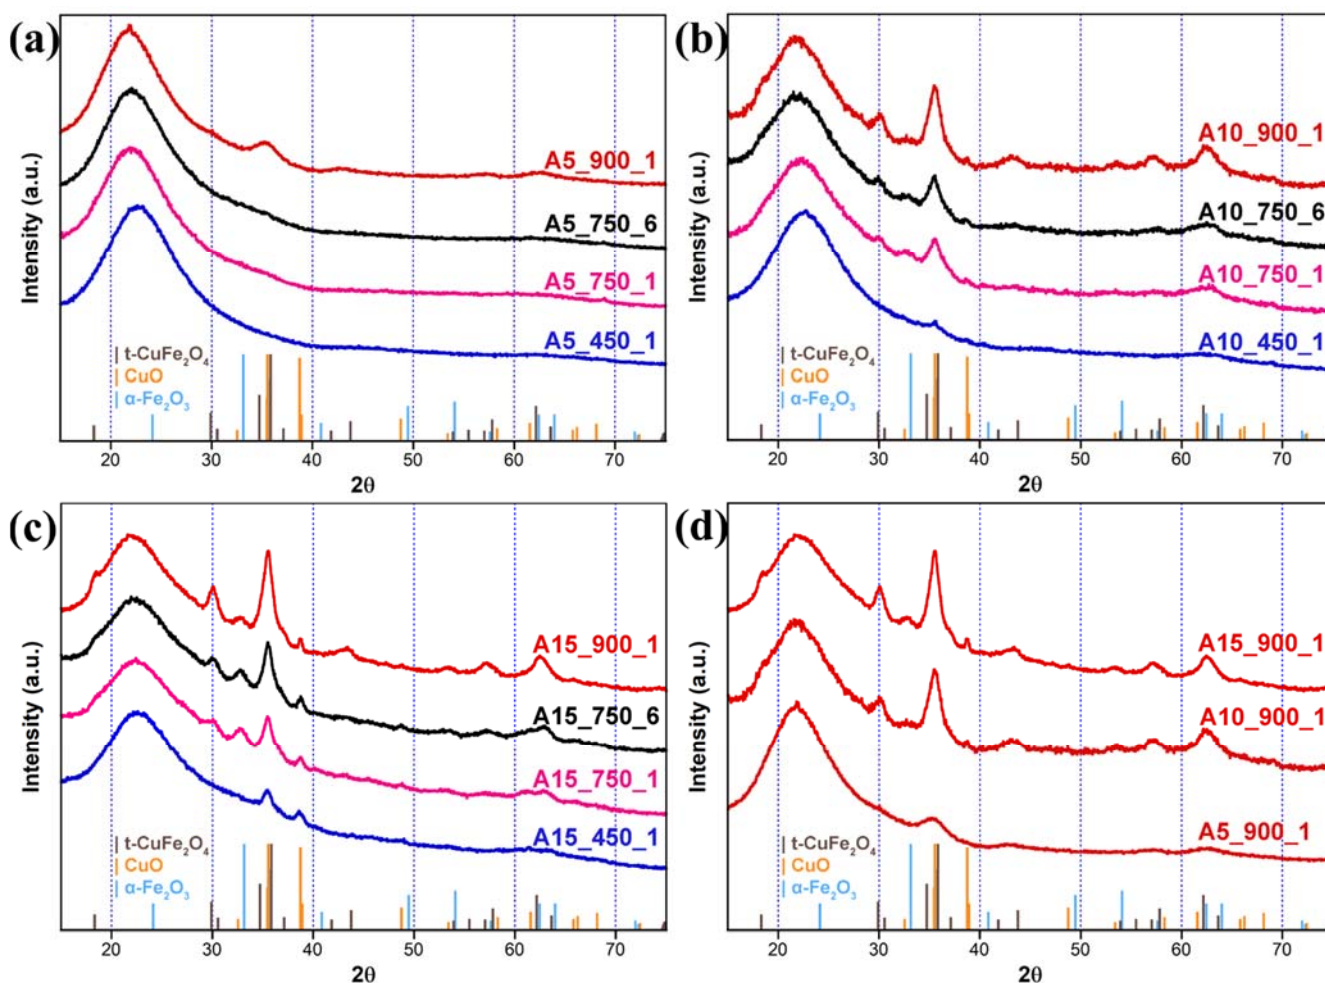 (a)
Intensity (a.u.)
A5_900_1
A5_750_6
A5_750_1
A5_450_1
t-CuFe₂O₄
CuO
α-Fe₂O₃
20 30 40 50 60 70
2θ
(b)
Intensity (a.u.)
A10_900_1
A10_750_6
A10_750_1
A10_450_1
t-CuFe₂O₄
CuO
α-Fe₂O₃
20 30 40 50 60 70
2θ
(c)
Intensity (a.u.)
A15_900_1
A15_750_6
A15_750_1
A15_450_1
t-CuFe₂O₄
CuO
α-Fe₂O₃
20 30 40 50 60 70
2θ
(d)
Intensity (a.u.)
A15_900_1
A10_900_1
A5_900_1
t-CuFe₂O₄
CuO
α-Fe₂O₃
20 30 40 50 60 70
2θ